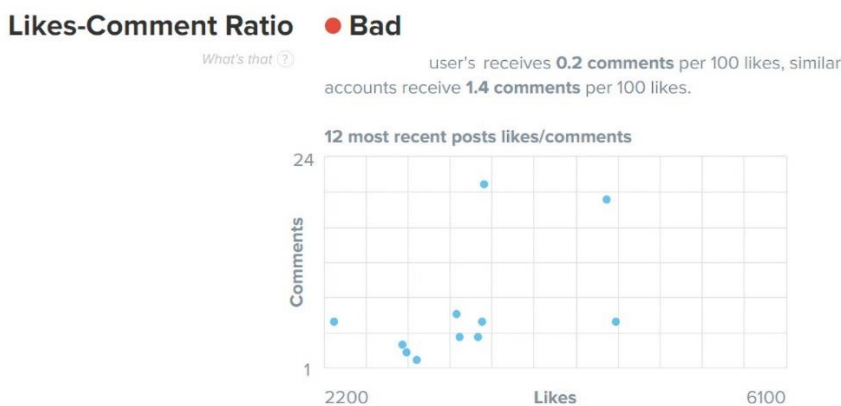 Likes-Comment Ratio
Bad
What's that ?
user's receives 0.2 comments per 100 likes, similar
accounts receive 1.4 comments per 100 likes.
12 most recent posts likes/comments
24
Comments
1
2200 Likes 6100